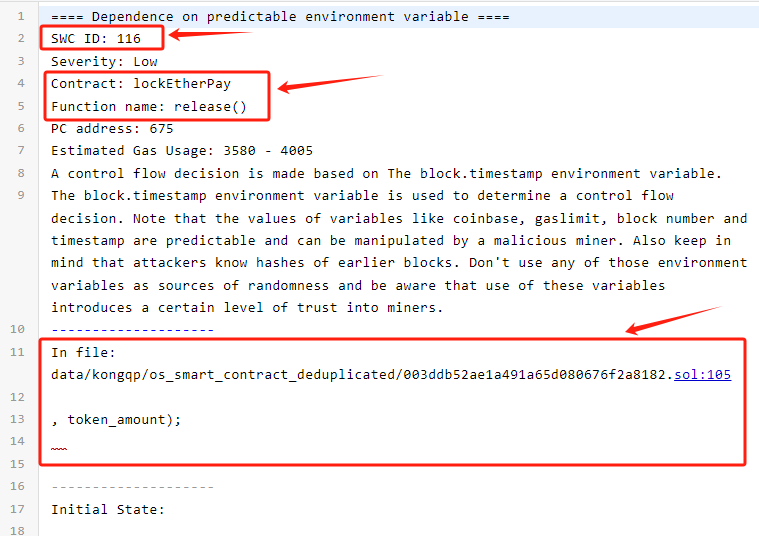 1 ==== Dependence on predictable environment variable ====
2 SWC ID: 116
3 Severity: Low
4 Contract: lockEtherPay
5 Function name: release()
6 PC address: 675
7 Estimated Gas Usage: 3580 - 4005
8 A control flow decision is made based on The block.timestamp environment variable.
9 The block.timestamp environment variable is used to determine a control flow
decision. Note that the values of variables like coinbase, gaslimit, block number and
timestamp are predictable and can be manipulated by a malicious miner. Also keep in
mind that attackers know hashes of earlier blocks. Don't use any of those environment
variables as sources of randomness and be aware that use of these variables
introduces a certain level of trust into miners.
10 --------------------
11 In file:
data/kongqp/os_smart_contract_deduplicated/003ddb52ae1a491a65d080676f2a8182.sol:105
12
13 , token_amount);
14
15
16 --------------------
17 Initial State:
18